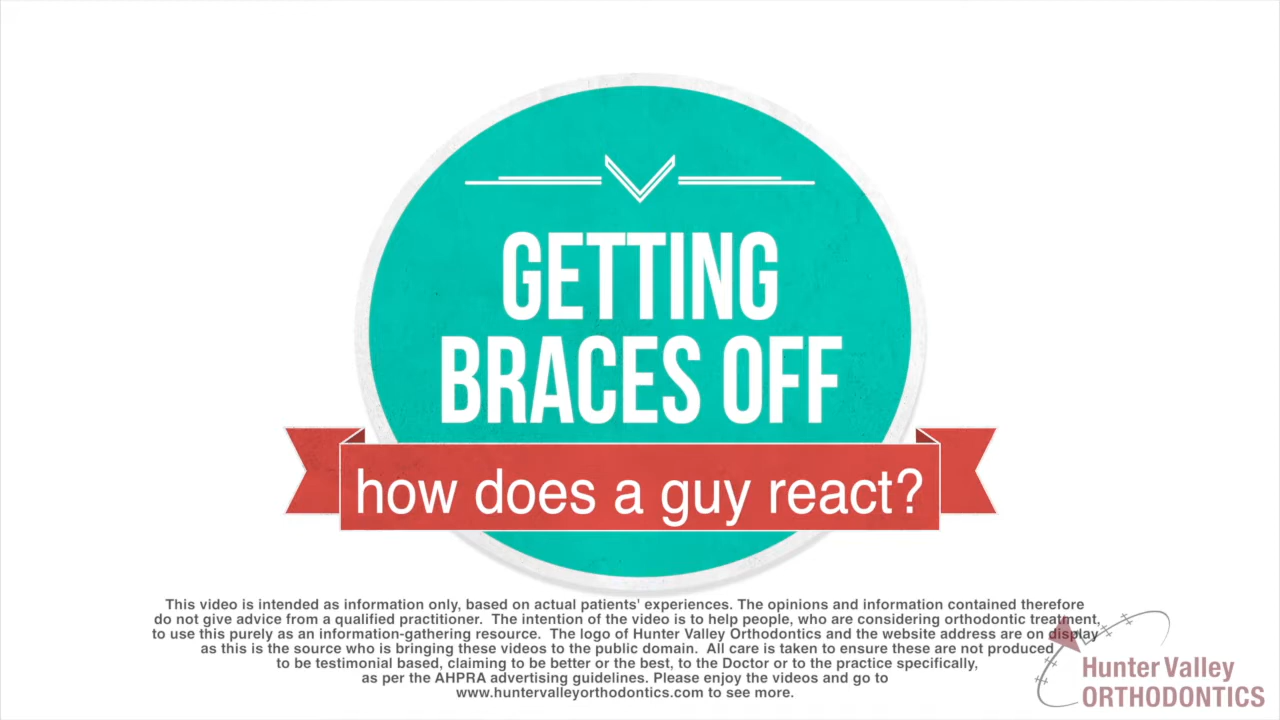 GETTING
BRACES OFF
how does a guy react?
This video is intended as information only, based on actual patients' experiences. The opinions and information contained therefore
do not give advice from a qualified practitioner. The intention of the video is to help people, who are considering orthodontic treatment,
to use this purely as an information-gathering resource. The logo of Hunter Valley Orthodontics and the website address are on display
as this is the source who is bringing these videos to the public domain. All care is taken to ensure these are not produced
to be testimonial based, claiming to be better or the best, to the Doctor or to the practice specifically,
as per the AHPRA advertising guidelines. Please enjoy the videos and go to
www.huntervalleyorthodontics.com to see more.
Hunter Valley
ORTHODONTICS